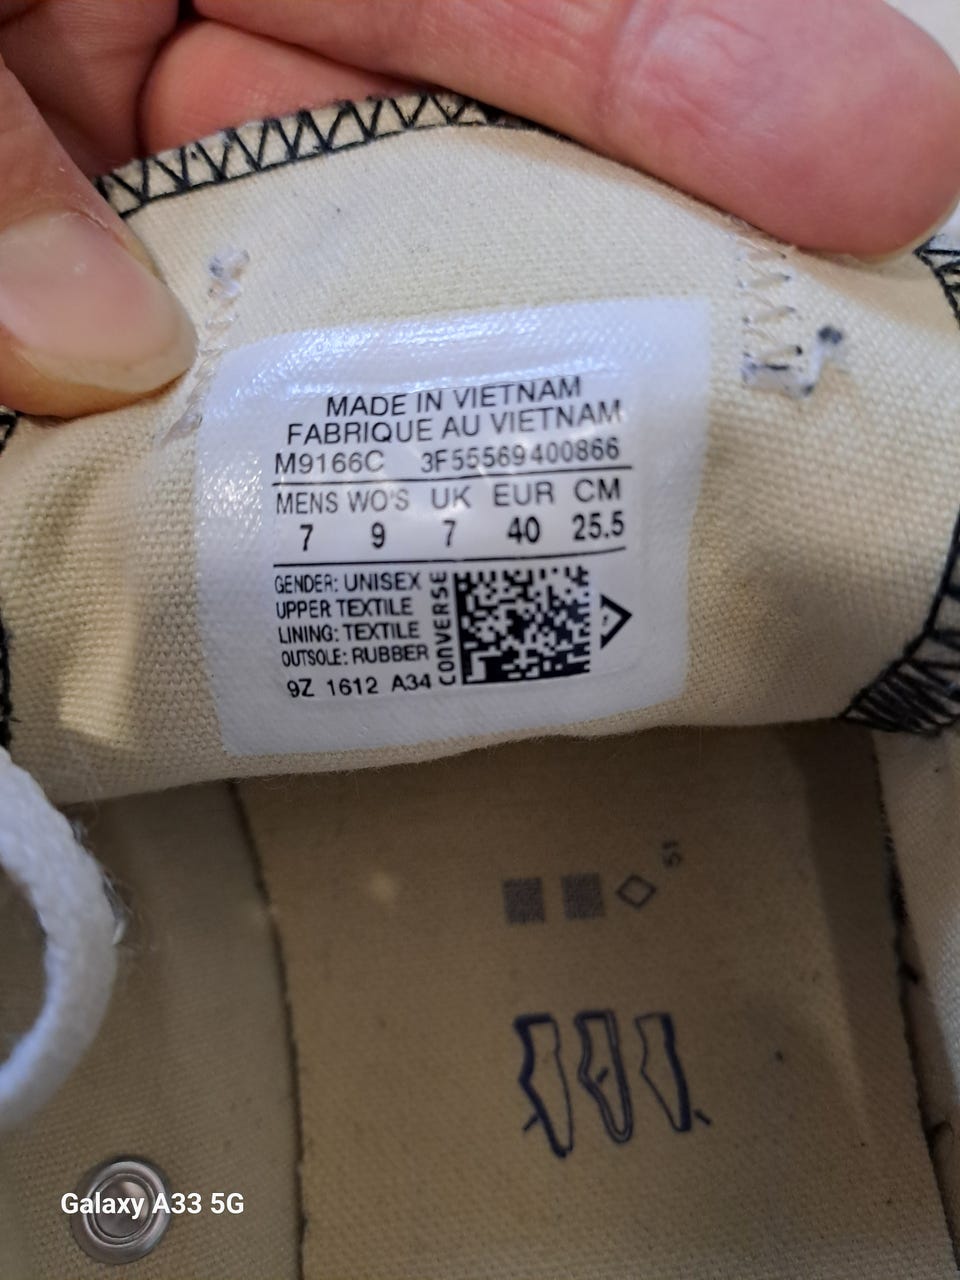 MADE IN VIETNAM
FABRIQUE AU VIETNAM
M9166C 3F55569400866
MENS WO'S UK EUR CM
7 9 7 40 25.5
GENDER: UNISEX
UPPER TEXTILE
LINING: TEXTILE
OUTSOLE: RUBBER
9Z 1612 A34
CONVERSE
51
Galaxy A33 5G